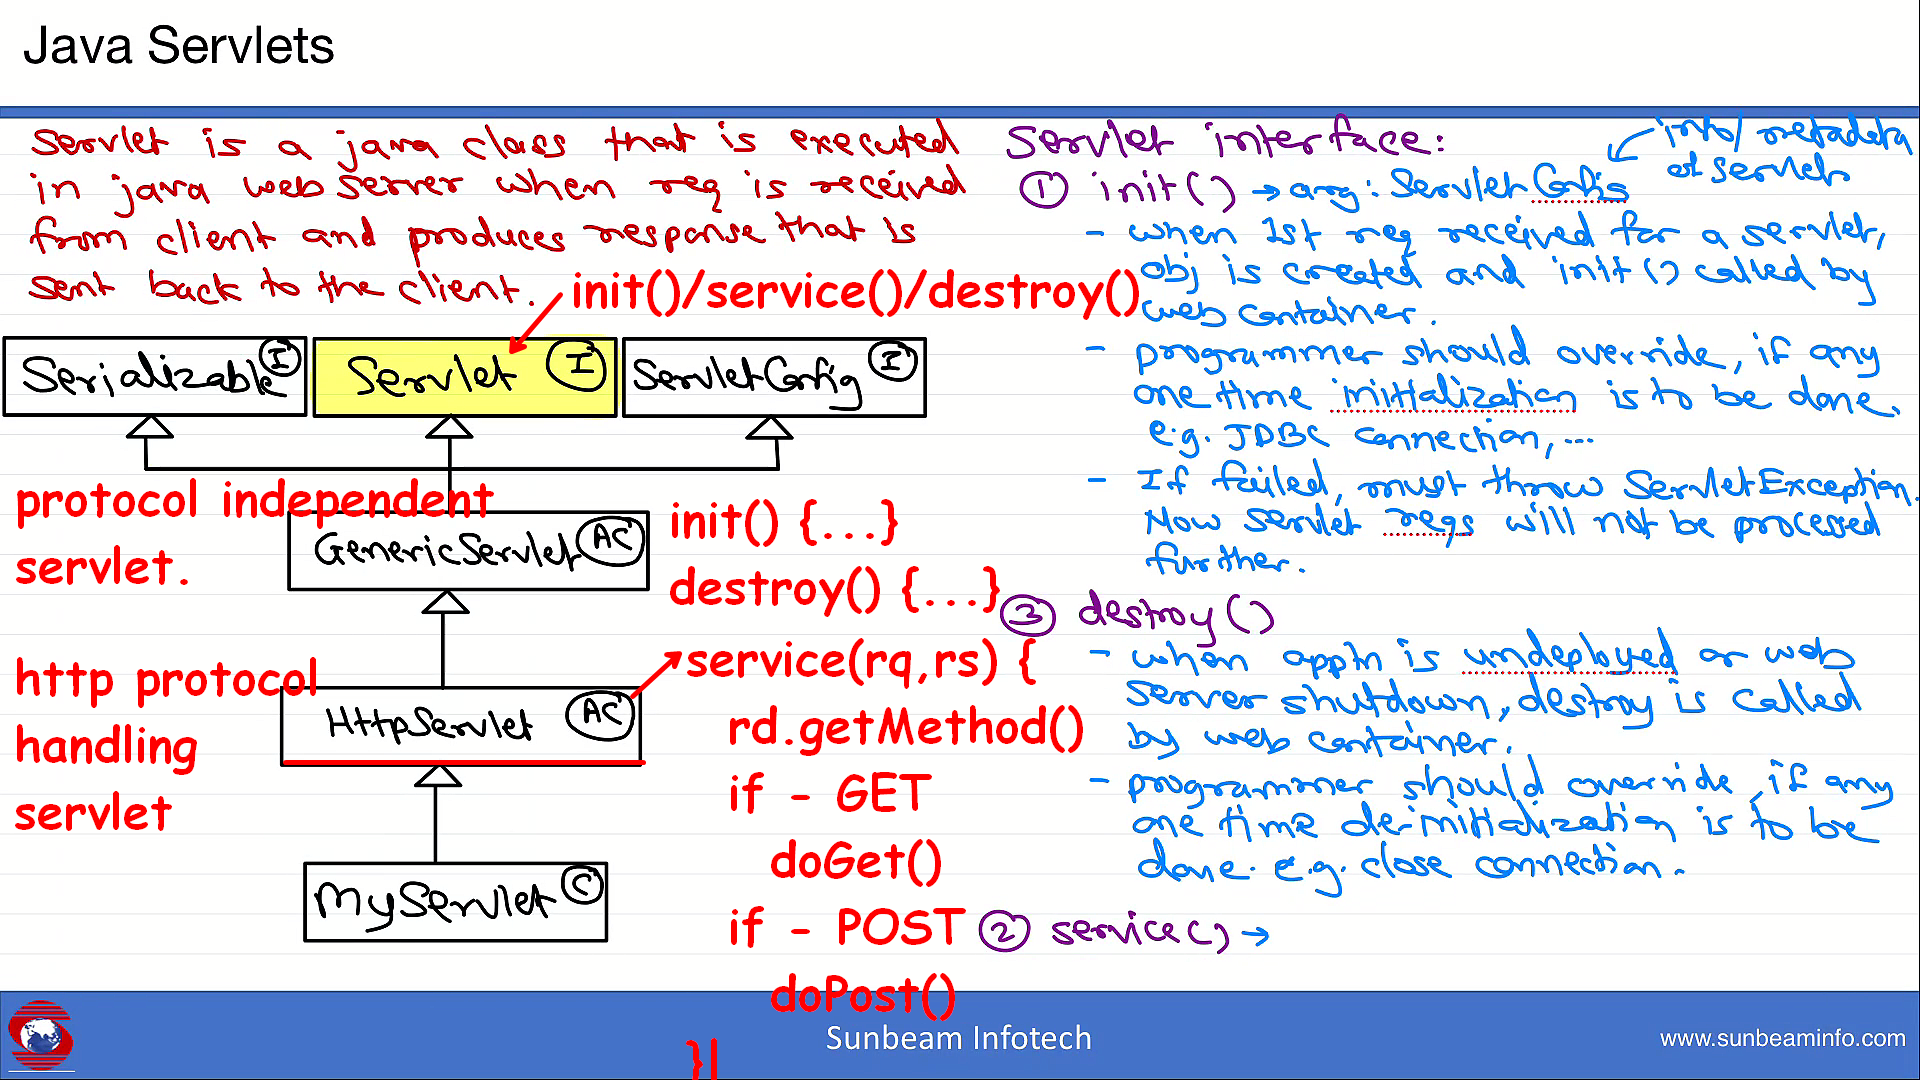 Java Servlets
Servlet is a java class that is executed
in java web server when req is received
from client and produces response that is
sent back to the client.
init()/service()/destroy()
Serializable I
Servlet I
ServletConfig I
protocol independent
servlet.
GenericServlet AC
init() {...}
destroy() {...}
http protocol
handling
servlet
HttpServlet AC
service(rq,rs) {
rd.getMethod()
if - GET
doGet()
if - POST
doPost()
}
MyServlet C
Servlet interface:
① init() → arg: ServletConfig
info/metadata
of servlet
- when 1st req received for a servlet,
obj is created and init() called by
web container.
- programmer should override, if any
one time initialization is to be done.
e.g. JDBC connection, ...
- If failed, must throw ServletException.
Now servlet reqs will not be processed
further.
③ destroy()
- when appln is undeployed or web
server shutdown, destroy is called
by web container.
- programmer should override, if any
one time de-initialization is to be
done. e.g. close connection.
② service() →
Sunbeam Infotech
www.sunbeaminfo.com